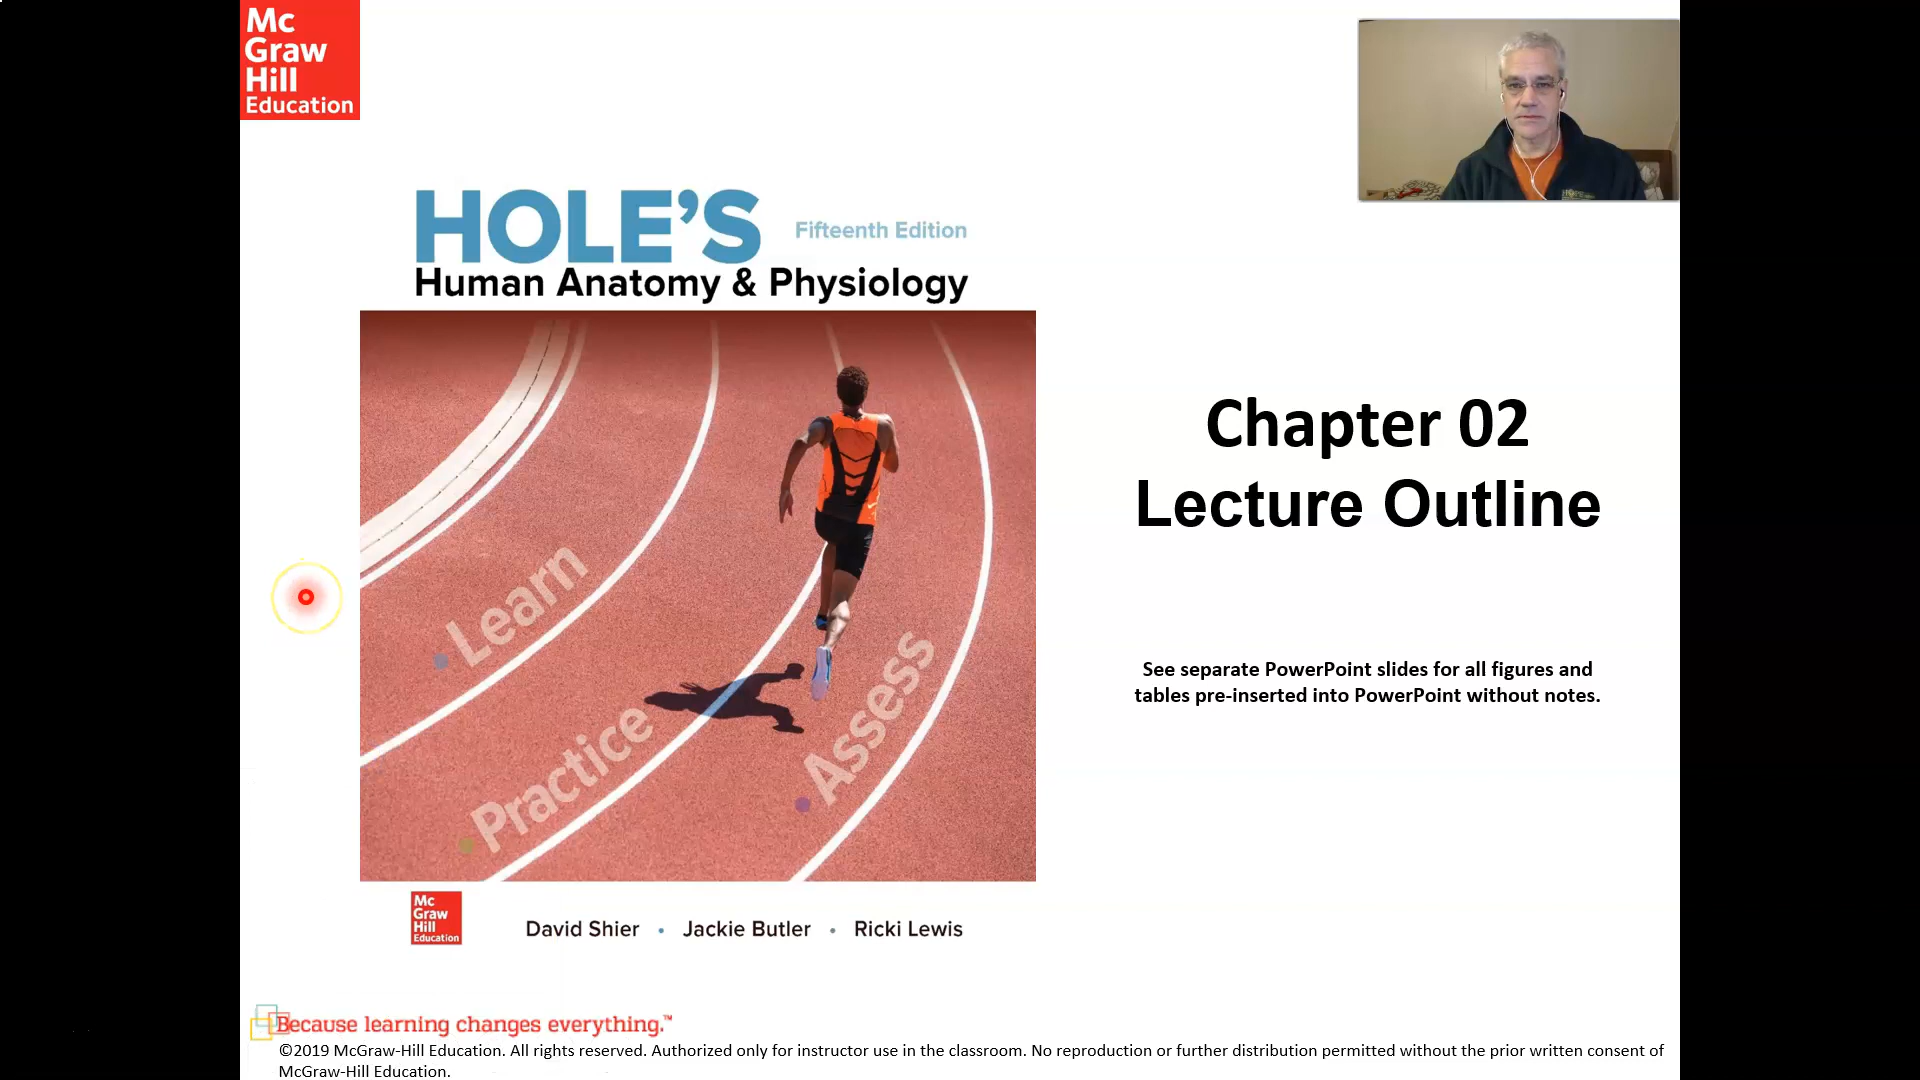 Mc
Graw
Hill
Education
HOLE'S
Fifteenth Edition
Human Anatomy & Physiology
Learn
Practice
Assess
Mc
Graw
Hill
Education
David Shier • Jackie Butler • Ricki Lewis
Chapter 02
Lecture Outline
See separate PowerPoint slides for all figures and
tables pre-inserted into PowerPoint without notes.
Because learning changes everything.™
©2019 McGraw-Hill Education. All rights reserved. Authorized only for instructor use in the classroom. No reproduction or further distribution permitted without the prior written consent of
McGraw-Hill Education.